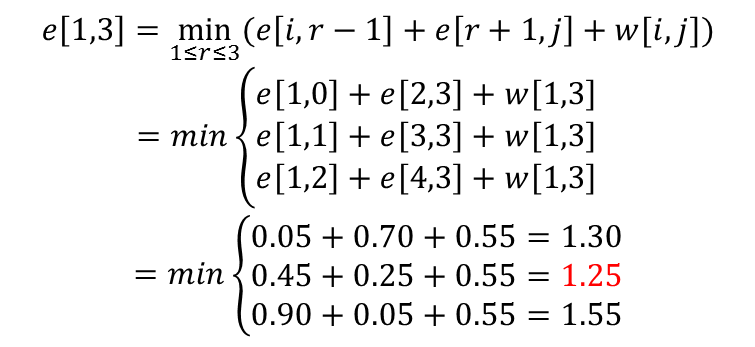 e[1,3] = min (e[i, r − 1] + e[r + 1, j] + w[i, j])
1≤r≤3
e[1,0] + e[2,3] + w[1,3]
= min { e[1,1] + e[3,3] + w[1,3]
e[1,2] + e[4,3] + w[1,3]
0.05 + 0.70 + 0.55 = 1.30
= min { 0.45 + 0.25 + 0.55 = 1.25
0.90 + 0.05 + 0.55 = 1.55